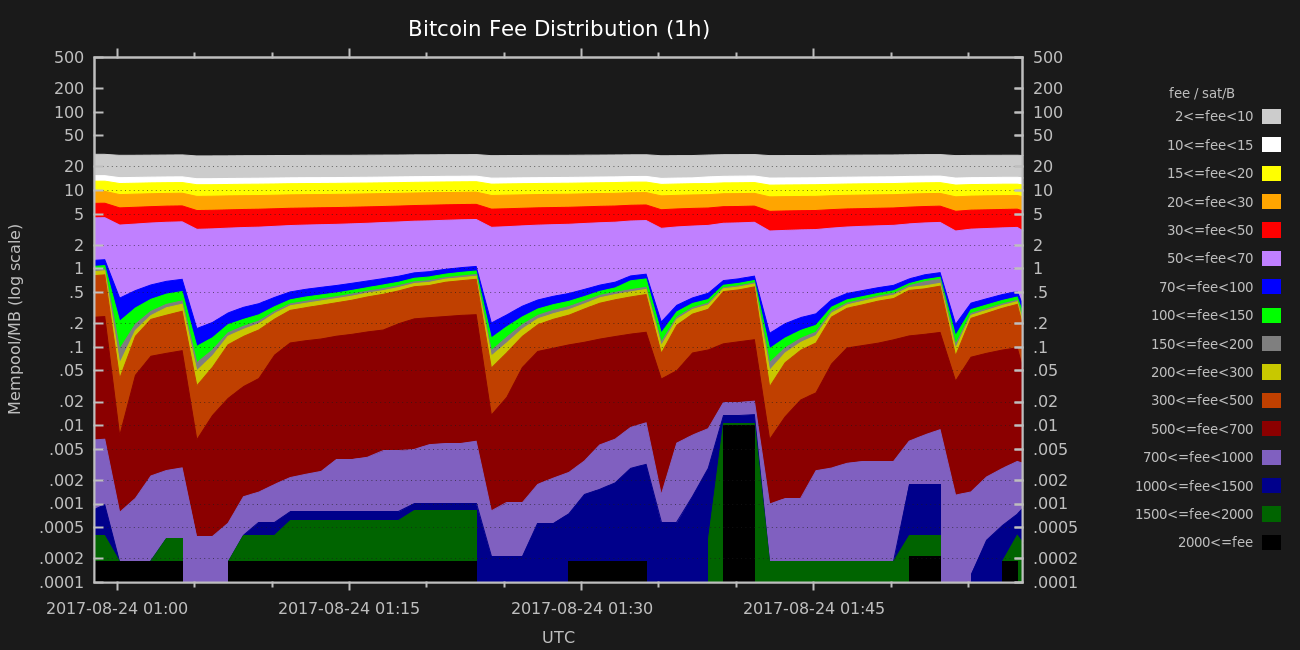 Bitcoin Fee Distribution (1h)
500
200
100
50
20
10
5
2
1
.5
.2
.1
.05
.02
.01
.005
.002
.001
.0005
.0002
.0001
Mempool/MB (log scale)
500
200
100
50
20
10
5
2
1
.5
.2
.1
.05
.02
.01
.005
.002
.001
.0005
.0002
.0001
2017-08-24 01:00
2017-08-24 01:15
2017-08-24 01:30
2017-08-24 01:45
UTC
fee / sat/B
2<=fee<10
10<=fee<15
15<=fee<20
20<=fee<30
30<=fee<50
50<=fee<70
70<=fee<100
100<=fee<150
150<=fee<200
200<=fee<300
300<=fee<500
500<=fee<700
700<=fee<1000
1000<=fee<1500
1500<=fee<2000
2000<=fee